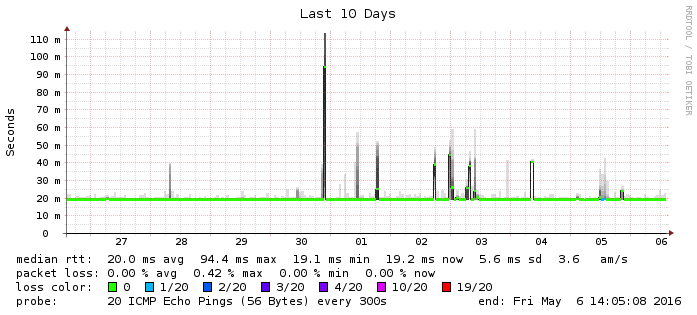 Last 10 Days
RRDTOOL / TOBI OETIKER
Seconds
110 m
100 m
90 m
80 m
70 m
60 m
50 m
40 m
30 m
20 m
10 m
0
27 28 29 30 01 02 03 04 05 06
median rtt: 20.0 ms avg 94.4 ms max 19.1 ms min 19.2 ms now 5.6 ms sd 3.6 am/s
packet loss: 0.00 % avg 0.42 % max 0.00 % min 0.00 % now
loss color: 0 1/20 2/20 3/20 4/20 10/20 19/20
probe: 20 ICMP Echo Pings (56 Bytes) every 300s end: Fri May 6 14:05:08 2016